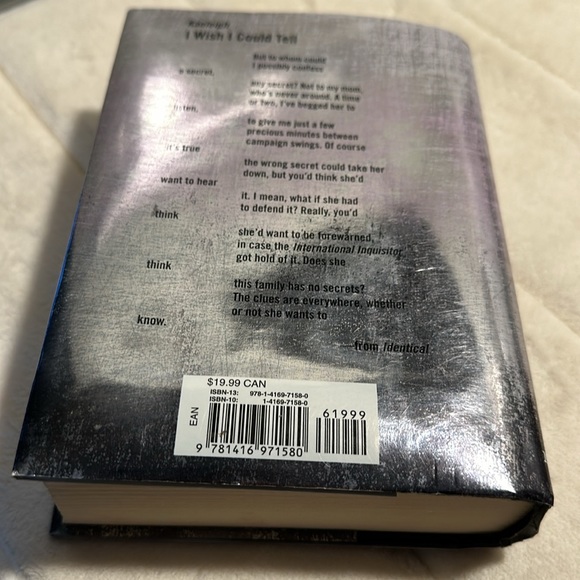 Kaeleigh
I Wish I Could Tell
But to whom could
I possibly confess
a secret,
any secret? Not to my mom,
who's never around. A time
or two, I've begged her to
listen,
to give me just a few
precious minutes between
campaign swings. Of course
it's true
the wrong secret could take her
down, but you'd think she'd
want to hear
it. I mean, what if she had
to defend it? Really, you'd
think
she'd want to be forewarned,
in case the International Inquisitor
got hold of it. Does she
think
this family has no secrets?
The clues are everywhere, whether
or not she wants to
know.
—from Identical
$19.99 CAN
ISBN-13: 978-1-4169-7158-0
ISBN-10: 1-4169-7158-0
EAN
61999
9 781416 971580